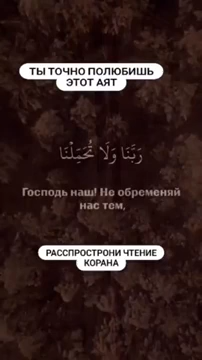 ТЫ ТОЧНО ПОЛЮБИШЬ
ЭТОТ АЯТ
رَبَّنَا وَلَا تُحَمِّلْنَا
Господь наш! Не обременяй
нас тем,
РАССПРОСТРОНИ ЧТЕНИЕ
КОРАНА